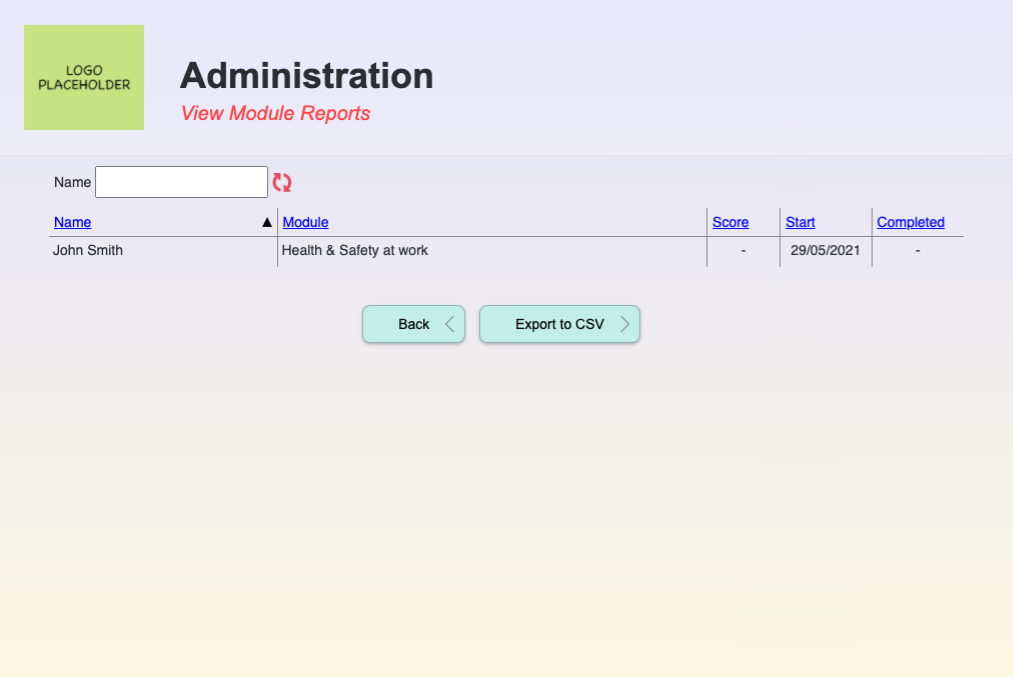 LOGO
PLACEHOLDER
Administration
View Module Reports
Name
Name ▲ Module Score Start Completed
John Smith Health & Safety at work - 29/05/2021 -
Back Export to CSV